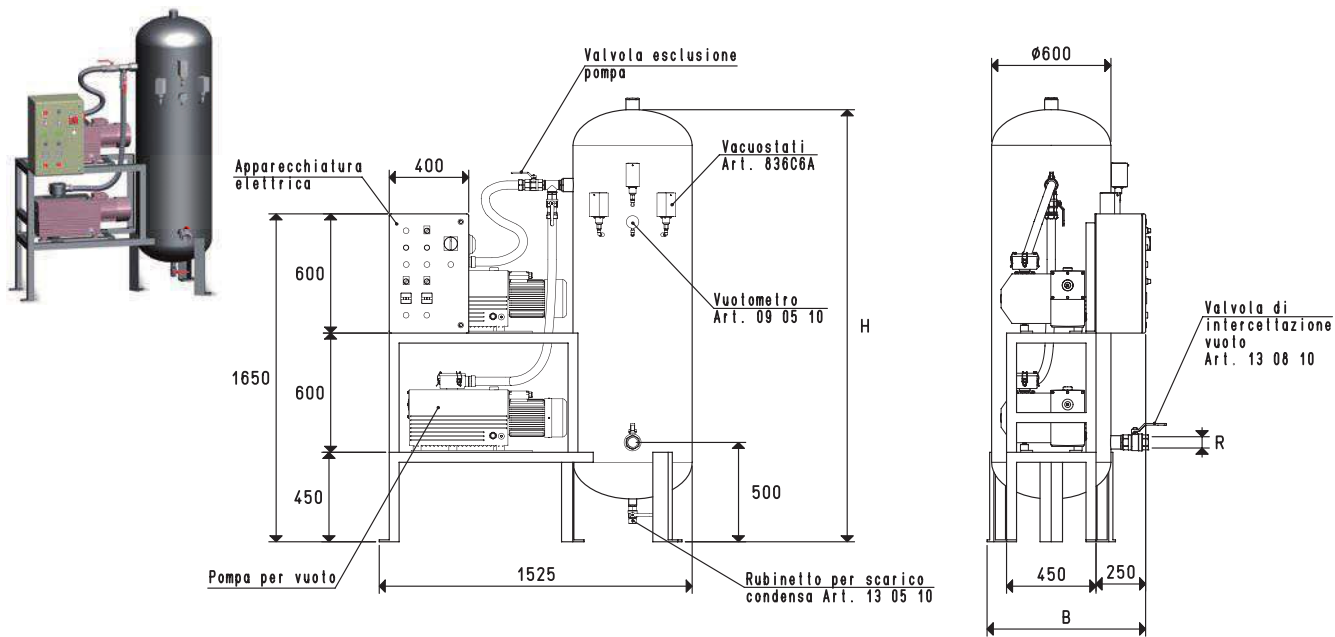 Valvola esclusione
pompa
Ø600
Apparecchiatura
elettrica
400
Vacuostati
Art. 836C6A
600
Vuotometro
Art. 09 05 10
H
Valvola di
intercettazione
vuoto
Art. 13 08 10
1650
600
R
450
500
Pompa per vuoto
1525
Rubinetto per scarico
condensa Art. 13 05 10
450
250
B